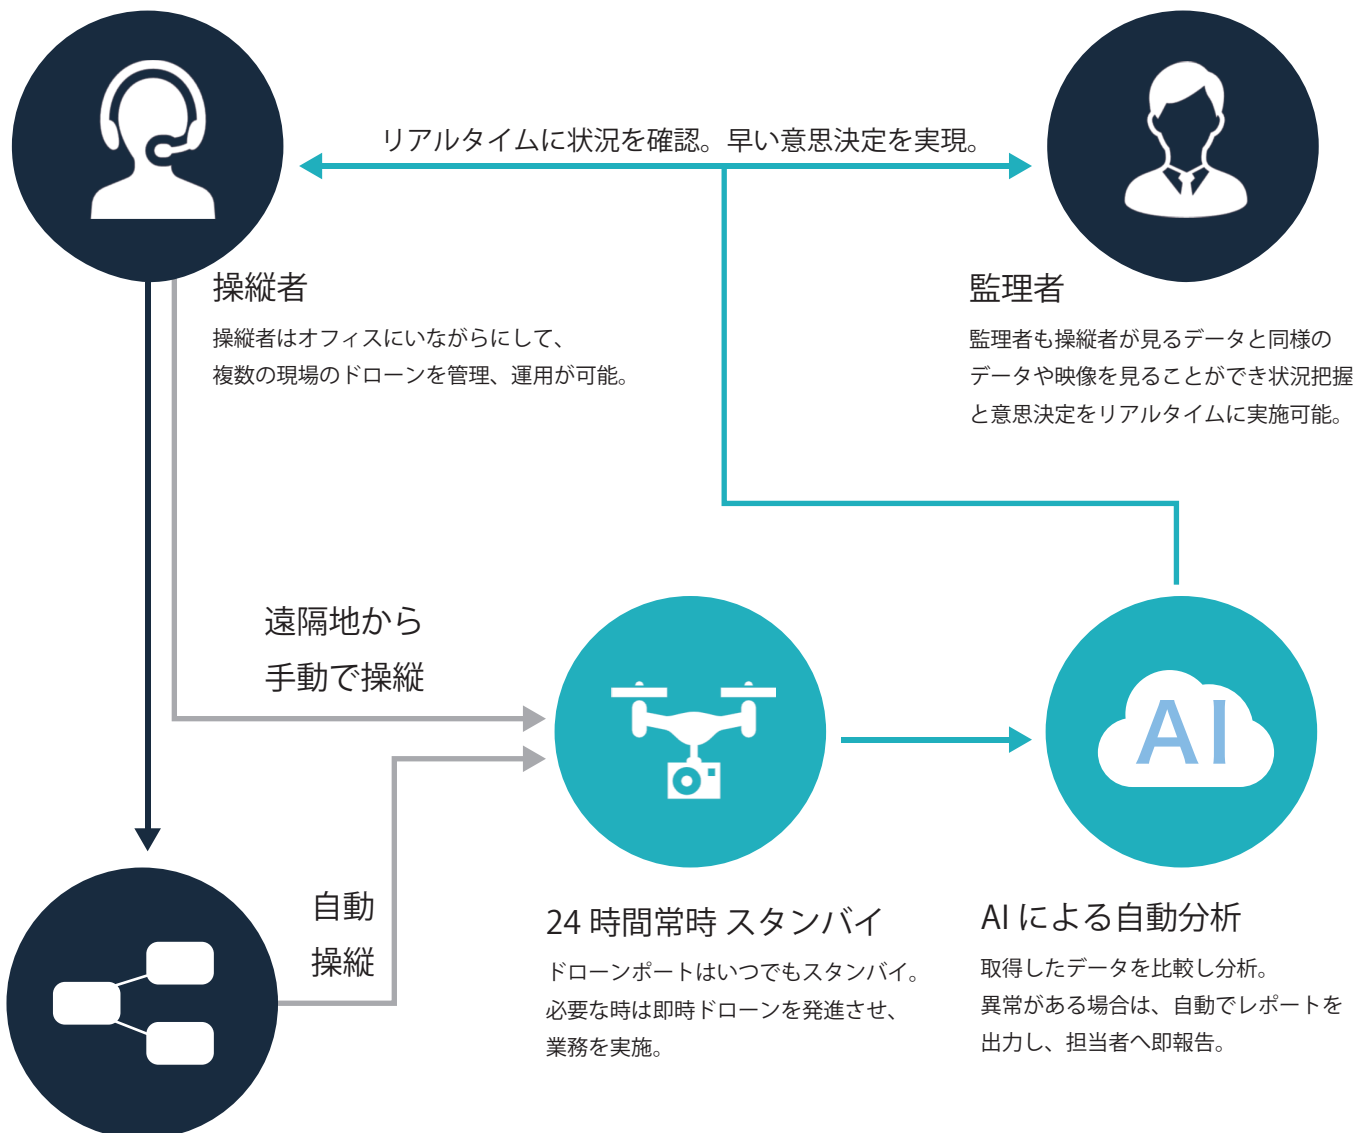 リアルタイムに状況を確認。早い意思決定を実現。
操縦者
操縦者はオフィスにいながらにして、
複数の現場のドローンを管理、運用が可能。
監理者
監理者も操縦者が見るデータと同様の
データや映像を見ることができ状況把握
と意思決定をリアルタイムに実施可能。
遠隔地から
手動で操縦
自動
操縦
24 時間常時 スタンバイ
ドローンポートはいつでもスタンバイ。
必要な時は即時ドローンを発進させ、
業務を実施。
AI
AI による自動分析
取得したデータを比較し分析。
異常がある場合は、自動でレポートを
出力し、担当者へ即報告。